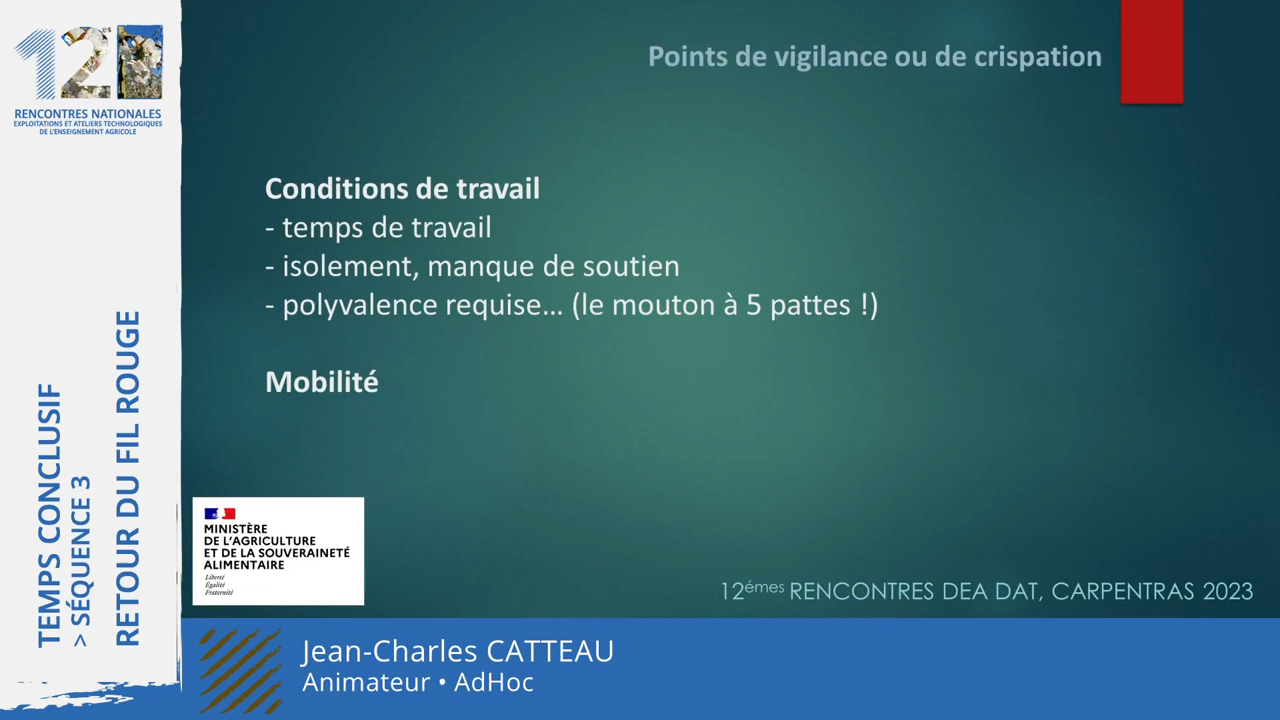 12es
RENCONTRES NATIONALES
EXPLOITATIONS ET ATELIERS TECHNOLOGIQUES
DE L'ENSEIGNEMENT AGRICOLE
TEMPS CONCLUSIF
> SÉQUENCE 3
RETOUR DU FIL ROUGE
Points de vigilance ou de crispation
Conditions de travail
- temps de travail
- isolement, manque de soutien
- polyvalence requise… (le mouton à 5 pattes !)
Mobilité
MINISTÈRE
DE L'AGRICULTURE
ET DE LA SOUVERAINETÉ
ALIMENTAIRE
Liberté
Égalité
Fraternité
12émes RENCONTRES DEA DAT, CARPENTRAS 2023
Jean-Charles CATTEAU
Animateur • AdHoc